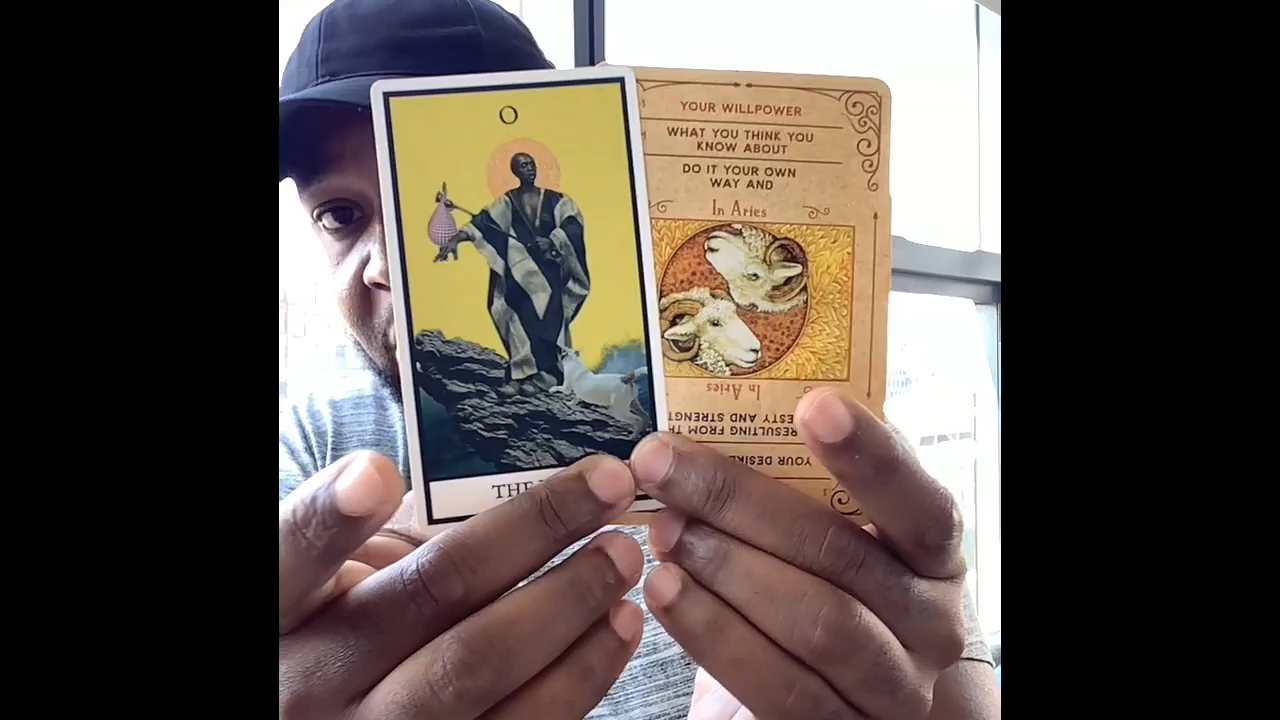 O
THE
YOUR WILLPOWER
WHAT YOU THINK YOU
KNOW ABOUT
DO IT YOUR OWN
WAY AND
In Aries
In Aries
ESTY AND STRENGT
RESULTING FROM TH
YOUR DESIRE